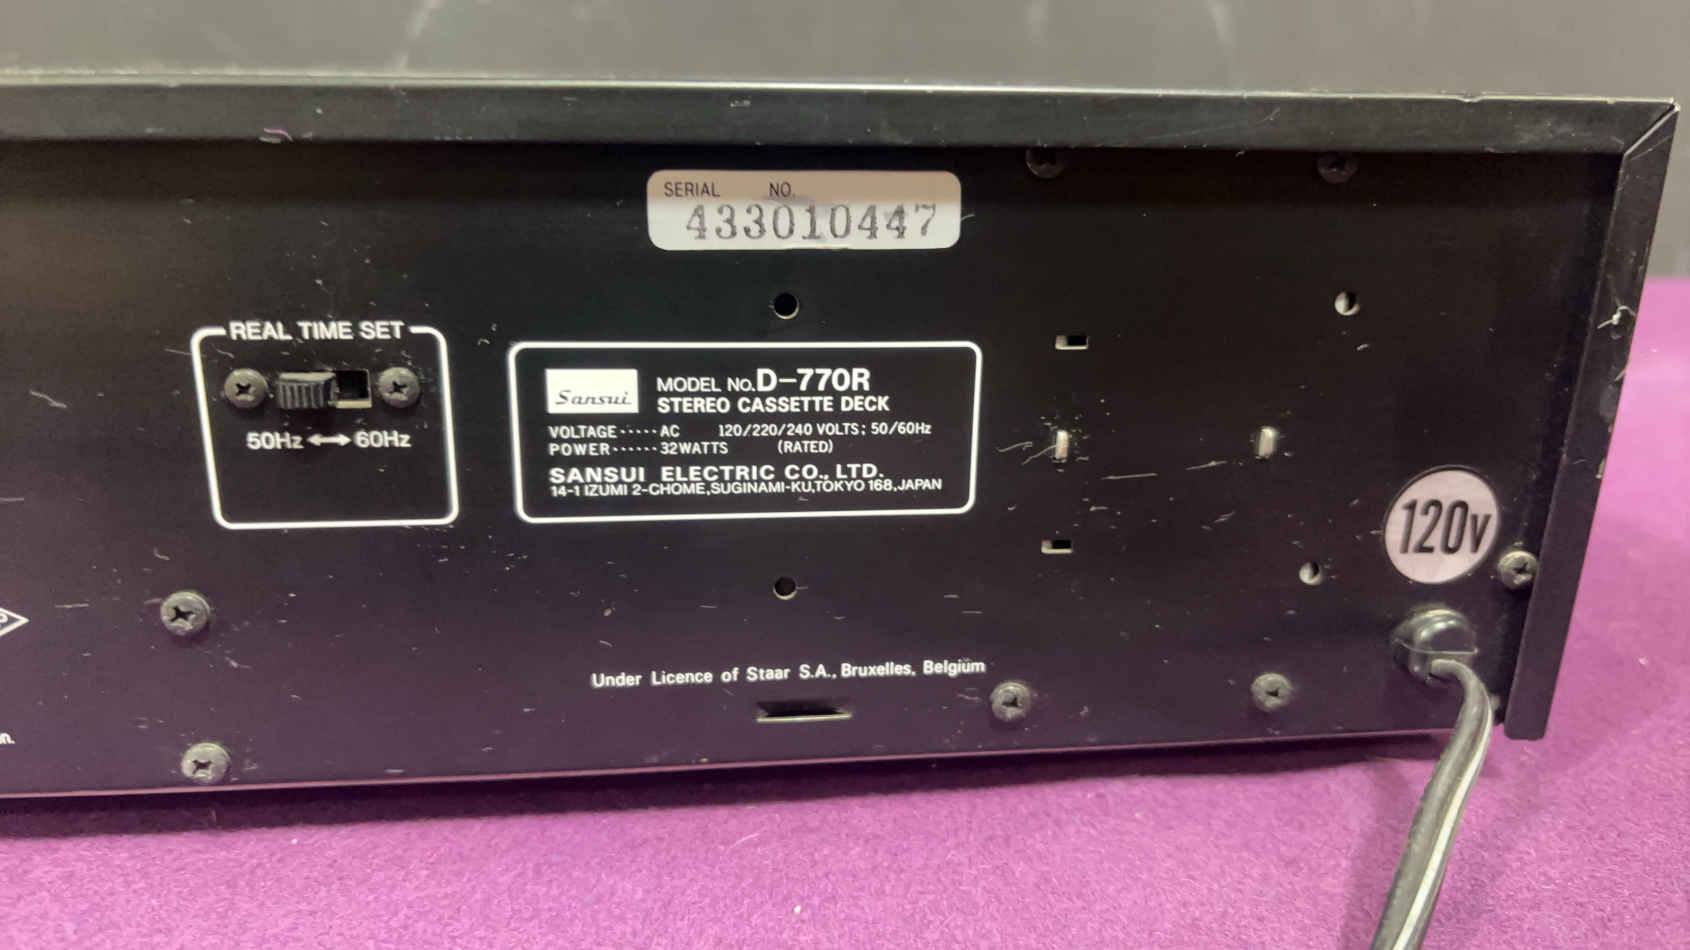 SERIAL NO.
433010447
REAL TIME SET
50Hz ↔ 60Hz
Sansui
MODEL No. D-770R
STEREO CASSETTE DECK
VOLTAGE ····· AC 120/220/240 VOLTS; 50/60Hz
POWER ······ 32WATTS (RATED)
SANSUI ELECTRIC CO., LTD.
14-1 IZUMI 2-CHOME, SUGINAMI-KU, TOKYO 168, JAPAN
120v
Under Licence of Staar S.A., Bruxelles, Belgium